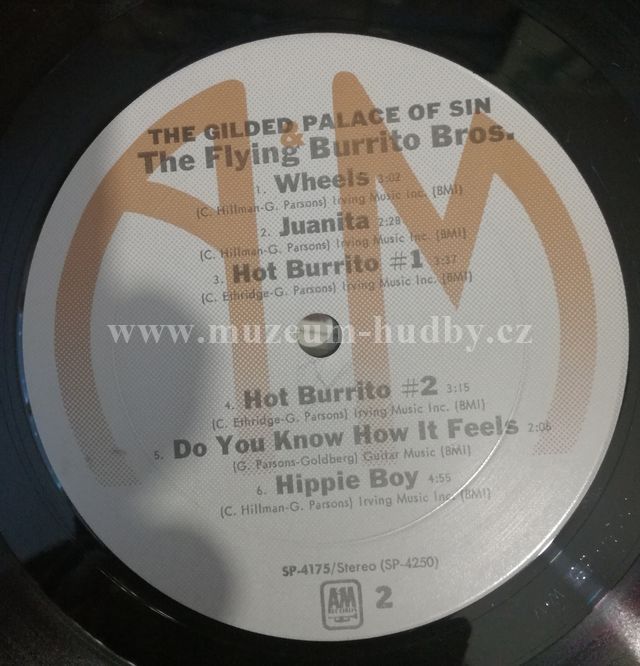 THE GILDED PALACE OF SIN
&
The Flying Burrito Bros.
1. Wheels 3:02
(C. Hillman-G. Parsons) Irving Music Inc. (BMI)
2. Juanita 2:28
(C. Hillman-G. Parsons) Irving Music Inc. (BMI)
3. Hot Burrito #1 3:37
(C. Ethridge-G. Parsons) Irving Music Inc. (BMI)
www.muzeum-hudby.cz
4. Hot Burrito #2 3:15
(C. Ethridge-G. Parsons) Irving Music Inc. (BMI)
5. Do You Know How It Feels 2:06
(G. Parsons-Goldberg) Guitar Music (BMI)
6. Hippie Boy 4:55
(C. Hillman-G. Parsons) Irving Music Inc. (BMI)
SP-4175/Stereo (SP-4250)
A&M RECORDS 2